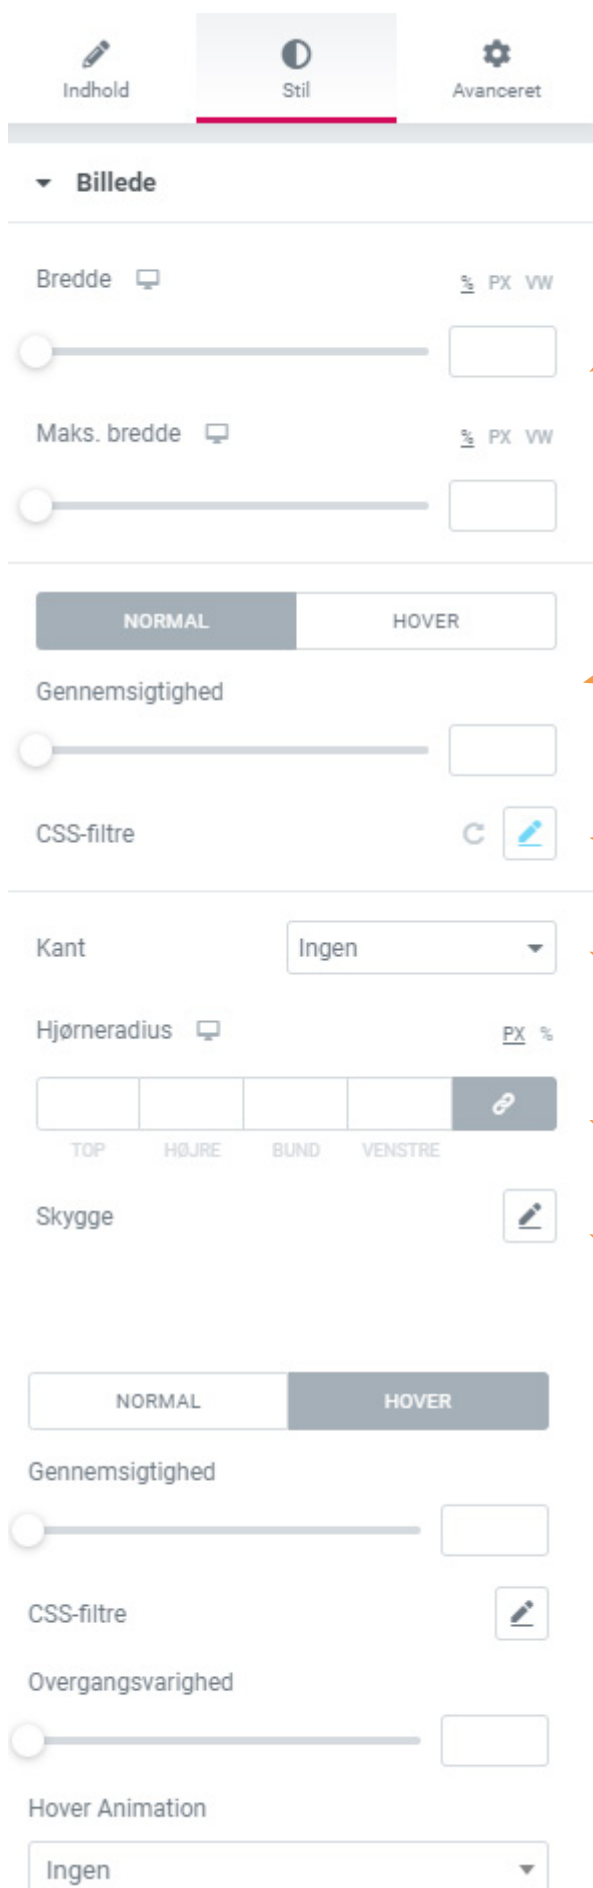 Indhold Stil Avanceret
Billede
Bredde % PX VW
Maks. bredde % PX VW
NORMAL HOVER
Gennemsigtighed
CSS-filtre
Kant Ingen
Hjørneradius PX %
TOP HØJRE BUND VENSTRE
Skygge
NORMAL HOVER
Gennemsigtighed
CSS-filtre
Overgangsvarighed
Hover Animation
Ingen